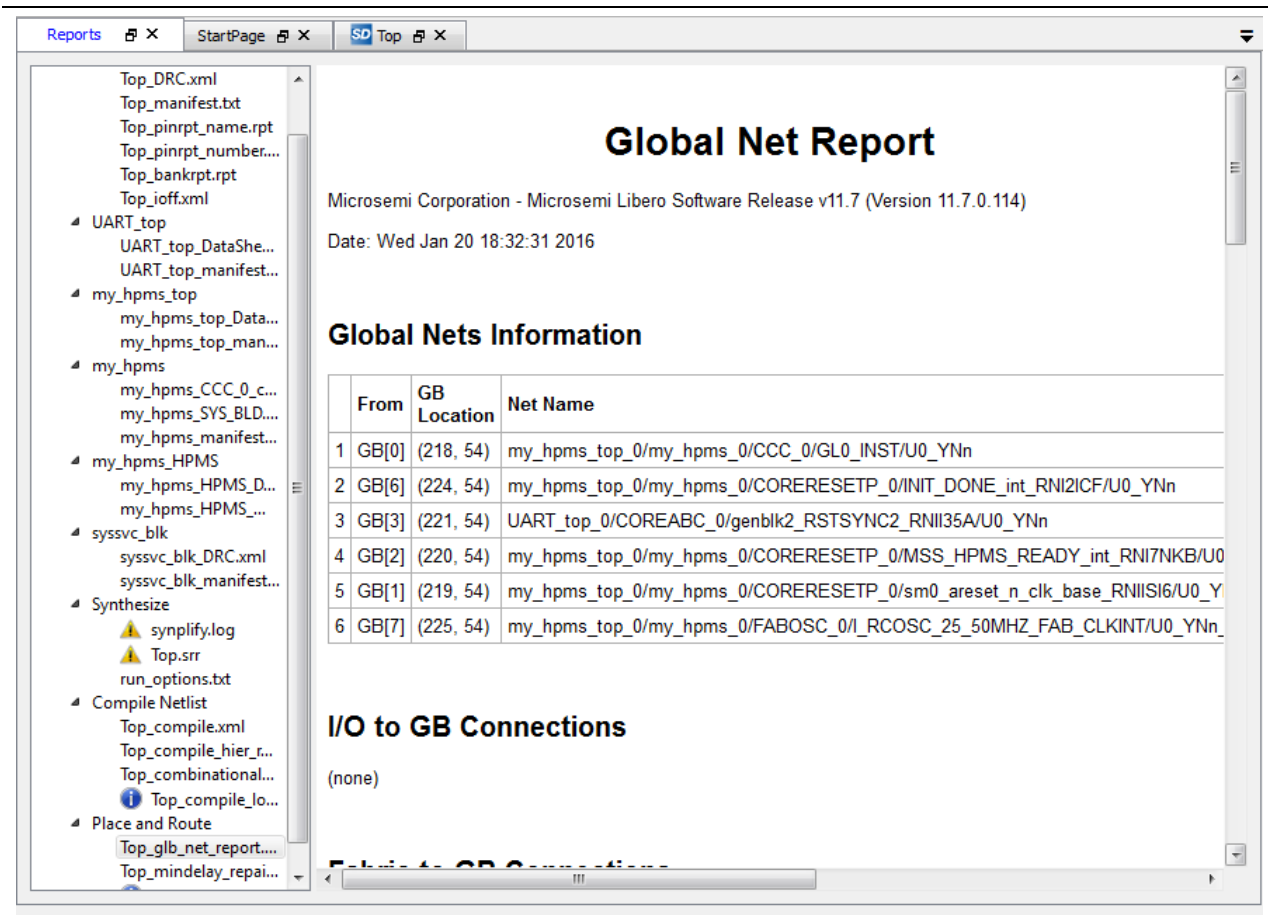 Reports StartPage SD Top
Top_DRC.xml
Top_manifest.txt
Top_pinrpt_name.rpt
Top_pinrpt_number....
Top_bankrpt.rpt
Top_ioff.xml
UART_top
UART_top_DataShe...
UART_top_manifest...
my_hpms_top
my_hpms_top_Data...
my_hpms_top_man...
my_hpms
my_hpms_CCC_0_c...
my_hpms_SYS_BLD....
my_hpms_manifest...
my_hpms_HPMS
my_hpms_HPMS_D...
my_hpms_HPMS_...
syssvc_blk
syssvc_blk_DRC.xml
syssvc_blk_manifest...
Synthesize
synplify.log
Top.srr
run_options.txt
Compile Netlist
Top_compile.xml
Top_compile_hier_r...
Top_combinational...
Top_compile_lo...
Place and Route
Top_glb_net_report....
Top_mindelay_repai...
Global Net Report
Microsemi Corporation - Microsemi Libero Software Release v11.7 (Version 11.7.0.114)
Date: Wed Jan 20 18:32:31 2016
Global Nets Information
From GB Location Net Name
1 GB[0] (218, 54) my_hpms_top_0/my_hpms_0/CCC_0/GL0_INST/U0_YNn
2 GB[6] (224, 54) my_hpms_top_0/my_hpms_0/CORERESETP_0/INIT_DONE_int_RNI2ICF/U0_YNn
3 GB[3] (221, 54) UART_top_0/COREABC_0/genblk2_RSTSYNC2_RNII35A/U0_YNn
4 GB[2] (220, 54) my_hpms_top_0/my_hpms_0/CORERESETP_0/MSS_HPMS_READY_int_RNI7NKB/U0
5 GB[1] (219, 54) my_hpms_top_0/my_hpms_0/CORERESETP_0/sm0_areset_n_clk_base_RNIISI6/U0_Y
6 GB[7] (225, 54) my_hpms_top_0/my_hpms_0/FABOSC_0/I_RCOSC_25_50MHZ_FAB_CLKINT/U0_YNn_
I/O to GB Connections
(none)
Fabric to GB Connections